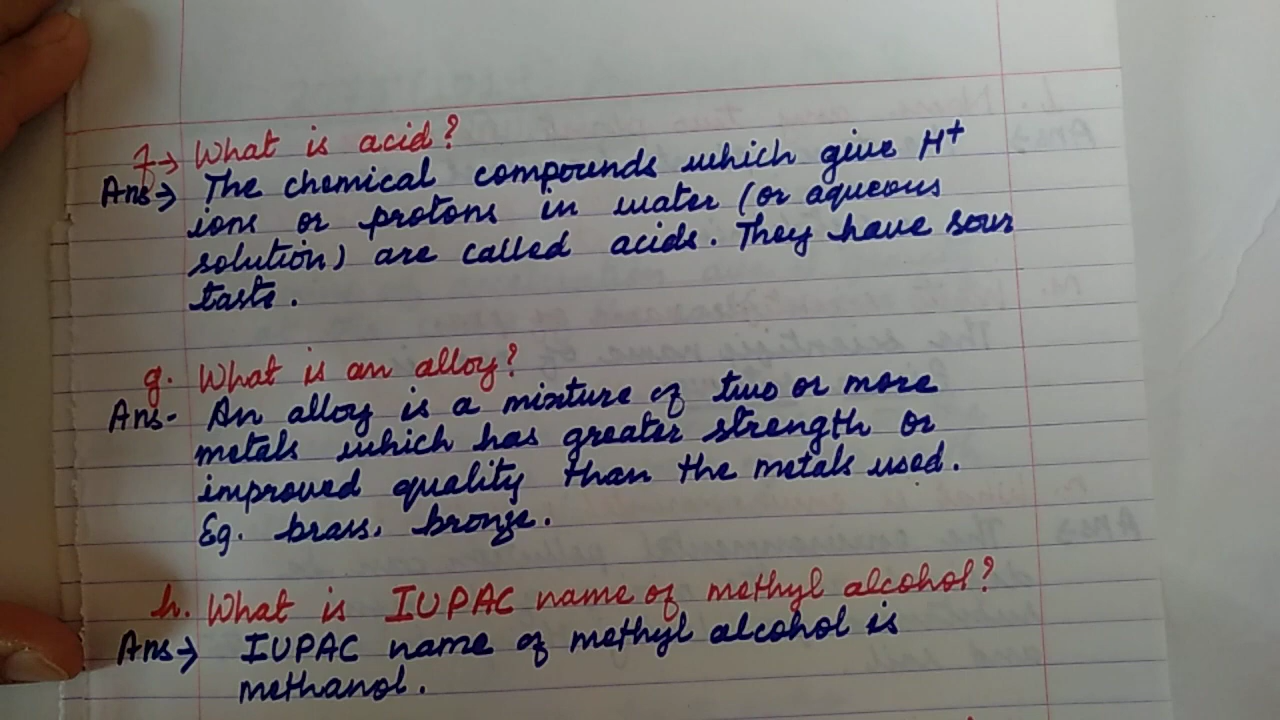 f→ What is acid?
Ans→ The chemical compounds which give H+
ions or protons in water (or aqueous
solution) are called acids. They have sour
taste.
g. What is an alloy?
Ans- An alloy is a mixture of two or more
metals which has greater strength or
improved quality than the metals used.
Eg. brass, bronze.
h. What is IUPAC name of methyl alcohol?
Ans→ IUPAC name of methyl alcohol is
methanol.